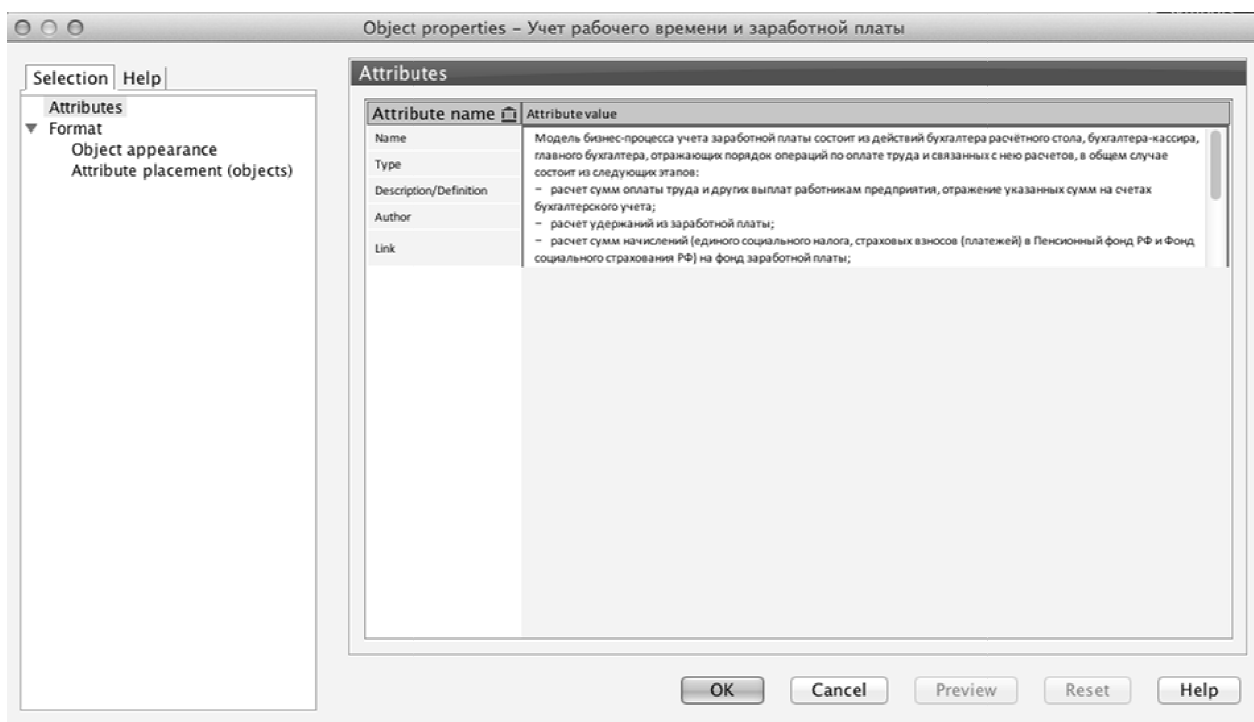 Object properties – Учет рабочего времени и заработной платы
Selection
Help
Attributes
Format
Object appearance
Attribute placement (objects)
Attributes
Attribute name
Attribute value
Name
Type
Description/Definition
Author
Link
Модель бизнес-процесса учета заработной платы состоит из действий бухгалтера расчётного стола, бухгалтера-кассира,
главного бухгалтера, отражающих порядок операций по оплате труда и связанных с нею расчетов, в общем случае
состоит из следующих этапов:
– расчет сумм оплаты труда и других выплат работникам предприятия, отражение указанных сумм на счетах
бухгалтерского учета;
– расчет удержаний из заработной платы;
– расчет сумм начислений (единого социального налога, страховых взносов (платежей) в Пенсионный фонд РФ и Фонд
социального страхования РФ) на фонд заработной платы;
OK
Cancel
Preview
Reset
Help